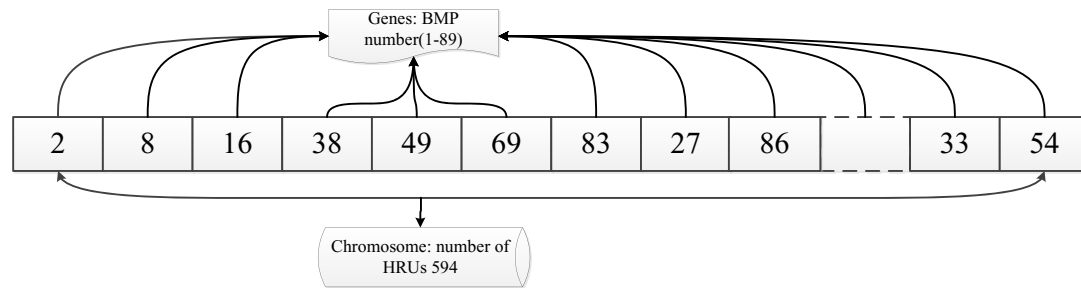 Genes: BMP
number(1-89)
2 8 16 38 49 69 83 27 86 33 54
Chromosome: number of
HRUs 594